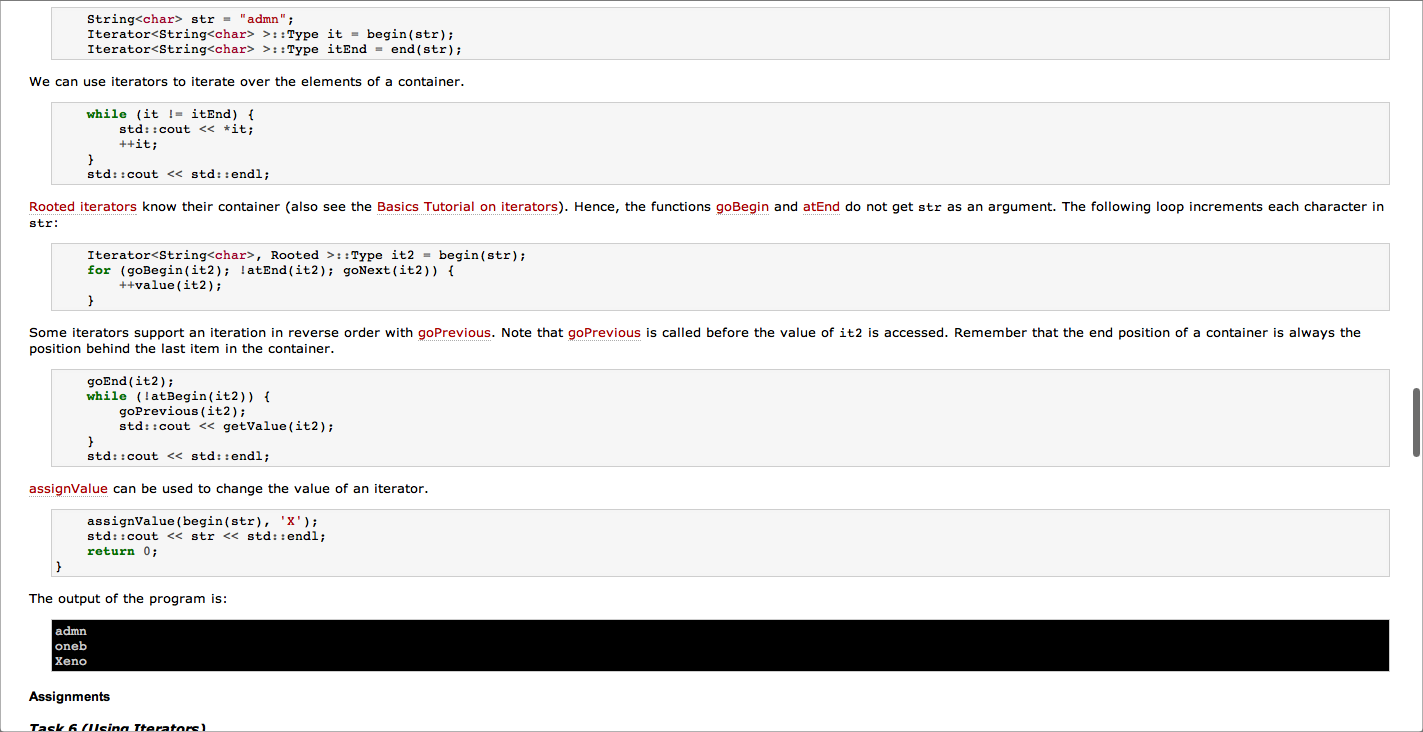 String<char> str = "admn";
Iterator<String<char> >::Type it = begin(str);
Iterator<String<char> >::Type itEnd = end(str);
We can use iterators to iterate over the elements of a container.
while (it != itEnd) {
std::cout << *it;
++it;
}
std::cout << std::endl;
Rooted iterators know their container (also see the Basics Tutorial on iterators). Hence, the functions goBegin and atEnd do not get str as an argument. The following loop increments each character in
str:
Iterator<String<char>, Rooted >::Type it2 = begin(str);
for (goBegin(it2); !atEnd(it2); goNext(it2)) {
++value(it2);
}
Some iterators support an iteration in reverse order with goPrevious. Note that goPrevious is called before the value of it2 is accessed. Remember that the end position of a container is always the
position behind the last item in the container.
goEnd(it2);
while (!atBegin(it2)) {
goPrevious(it2);
std::cout << getValue(it2);
}
std::cout << std::endl;
assignValue can be used to change the value of an iterator.
assignValue(begin(str), 'X');
std::cout << str << std::endl;
return 0;
}
The output of the program is:
admn
oneb
Xeno
Assignments
Task 6 (Using Iterators)